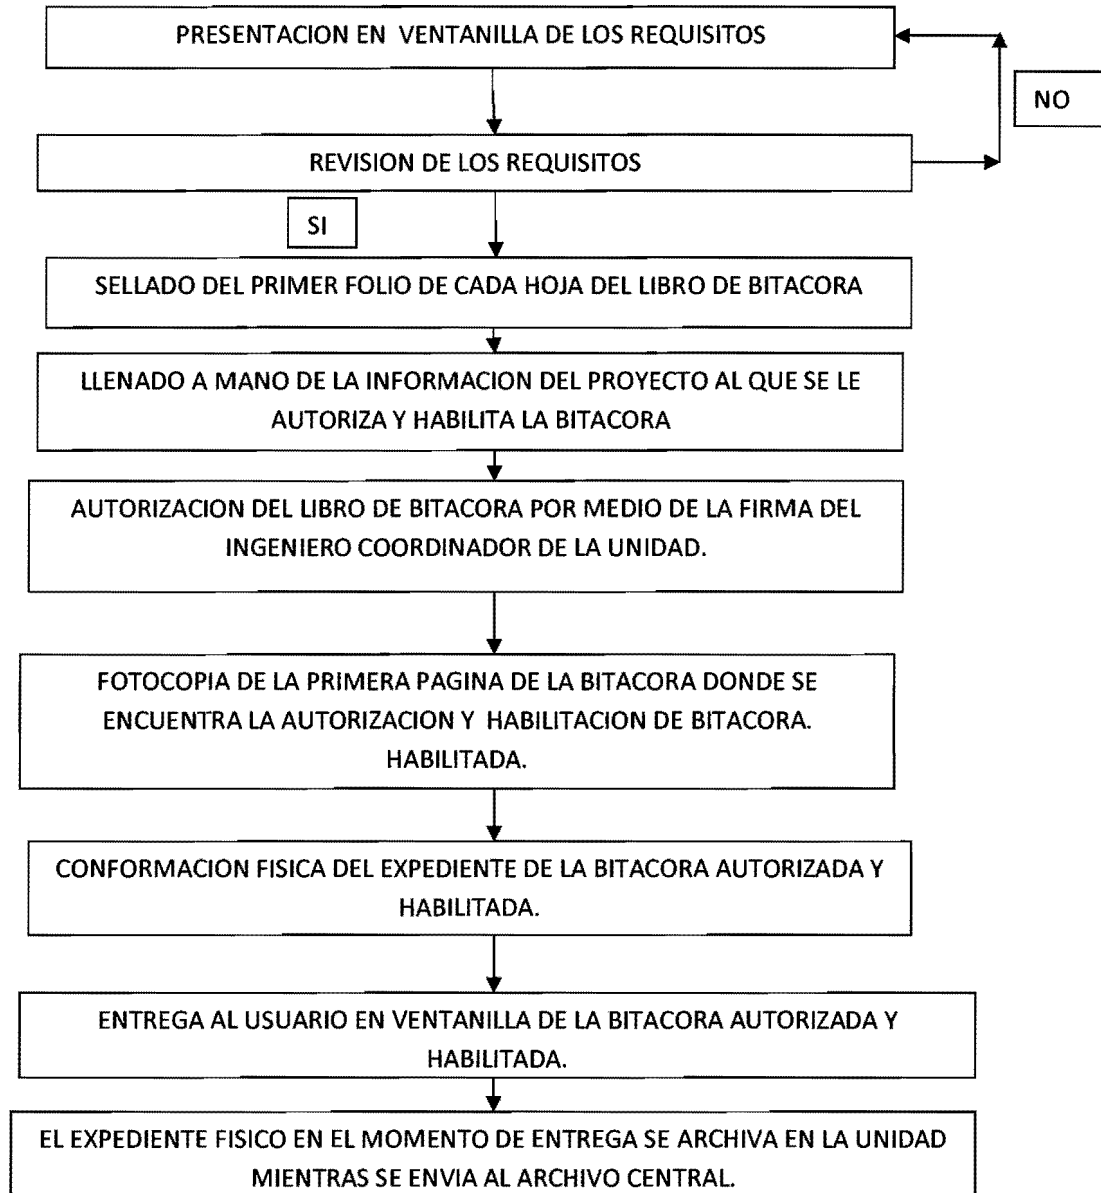 PRESENTACION EN VENTANILLA DE LOS REQUISITOS
NO
REVISION DE LOS REQUISITOS
SI
SELLADO DEL PRIMER FOLIO DE CADA HOJA DEL LIBRO DE BITACORA
LLENADO A MANO DE LA INFORMACION DEL PROYECTO AL QUE SE LE
AUTORIZA Y HABILITA LA BITACORA
AUTORIZACION DEL LIBRO DE BITACORA POR MEDIO DE LA FIRMA DEL
INGENIERO COORDINADOR DE LA UNIDAD.
FOTOCOPIA DE LA PRIMERA PAGINA DE LA BITACORA DONDE SE
ENCUENTRA LA AUTORIZACION Y HABILITACION DE BITACORA.
HABILITADA.
CONFORMACION FISICA DEL EXPEDIENTE DE LA BITACORA AUTORIZADA Y
HABILITADA.
ENTREGA AL USUARIO EN VENTANILLA DE LA BITACORA AUTORIZADA Y
HABILITADA.
EL EXPEDIENTE FISICO EN EL MOMENTO DE ENTREGA SE ARCHIVA EN LA UNIDAD
MIENTRAS SE ENVIA AL ARCHIVO CENTRAL.